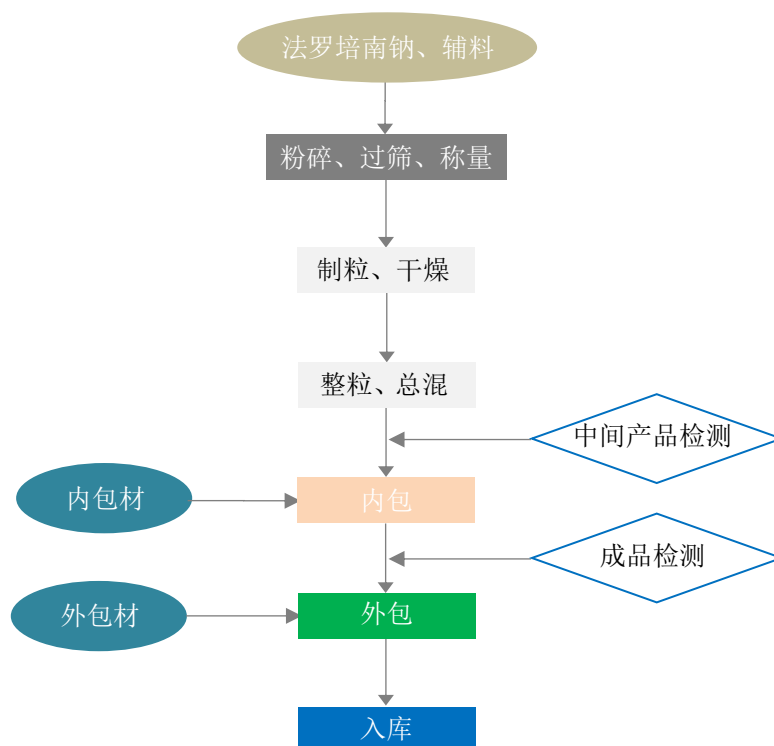 法罗培南钠、辅料
粉碎、过筛、称量
制粒、干燥
整粒、总混
中间产品检测
内包材
内包
成品检测
外包材
外包
入库